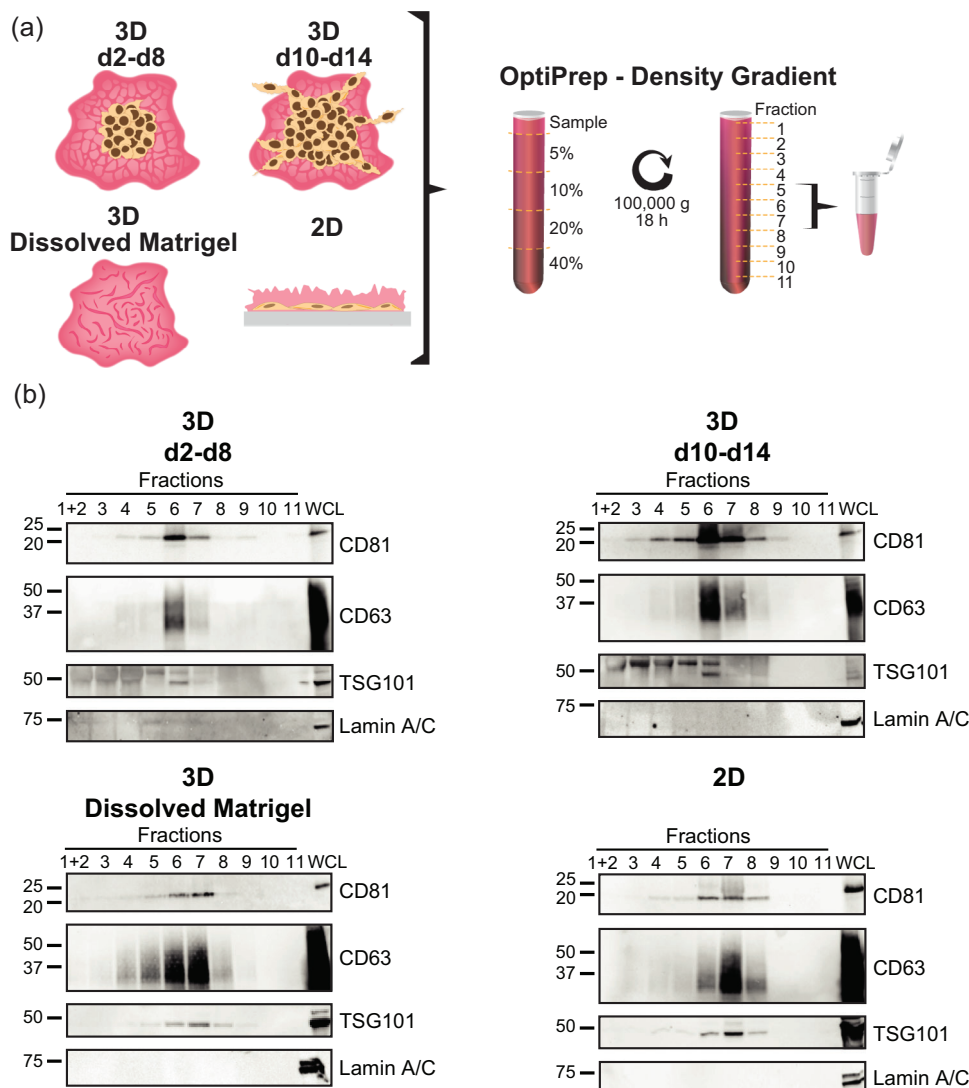 (a)
3D
d2-d8
3D
d10-d14
3D
Dissolved Matrigel
2D
OptiPrep - Density Gradient
Sample
5%
10%
20%
40%
100,000 g
18 h
Fraction
1
2
3
4
5
6
7
8
9
10
11
(b)
3D
d2-d8
Fractions
1+2 3 4 5 6 7 8 9 10 11 WCL
25
20
CD81
50
37
CD63
50
TSG101
75
Lamin A/C
3D
d10-d14
Fractions
1+2 3 4 5 6 7 8 9 10 11 WCL
25
20
CD81
50
37
CD63
50
TSG101
75
Lamin A/C
3D
Dissolved Matrigel
Fractions
1+2 3 4 5 6 7 8 9 10 11 WCL
25
20
CD81
50
37
CD63
50
TSG101
75
Lamin A/C
2D
Fractions
1+2 3 4 5 6 7 8 9 10 11 WCL
25
20
CD81
50
37
CD63
50
TSG101
75
Lamin A/C